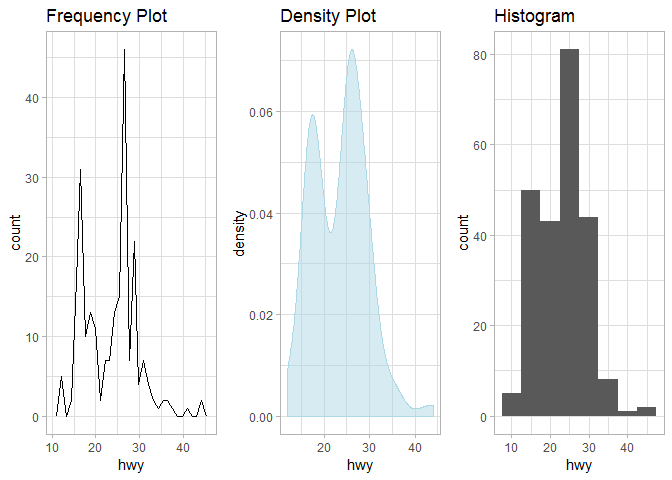 Frequency Plot
count
40
30
20
10
0
10 20 30 40
hwy
Density Plot
density
0.06
0.04
0.02
0.00
20 30 40
hwy
Histogram
count
80
60
40
20
0
10 20 30 40
hwy